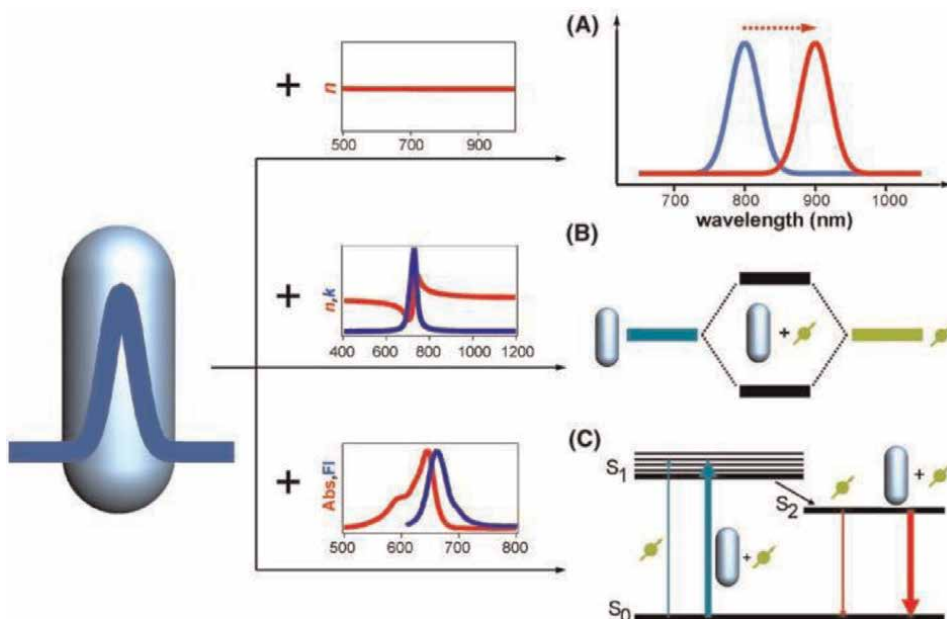 (A)
+
n
500 700 900
700 800 900 1000
wavelength (nm)
(B)
+
n,k
400 600 800 1000 1200
+
(C)
+
Abs,Fl
500 600 700 800
S1
S2
S0
+
+